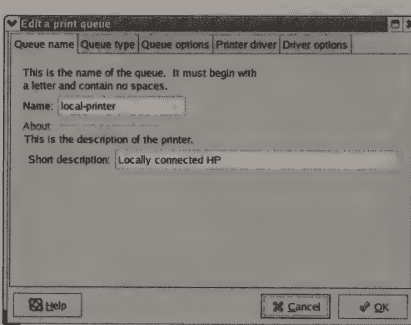 Edit a print queue
Queue name Queue type Queue options Printer driver Driver options
This is the name of the queue. It must begin with
a letter and contain no spaces.
Name: local-printer
About
This is the description of the printer.
Short description: Locally connected HP
Help Cancel OK